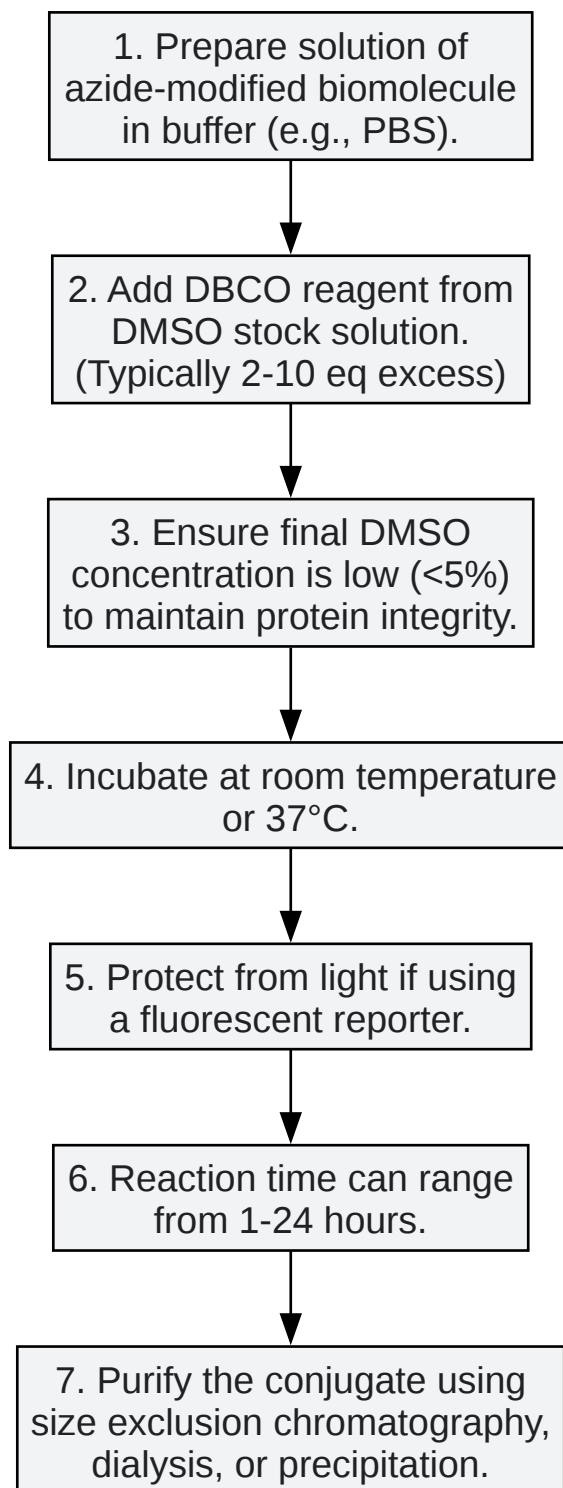 1. Prepare solution of
azide-modified biomolecule
in buffer (e.g., PBS).
2. Add DBCO reagent from
DMSO stock solution.
(Typically 2-10 eq excess)
3. Ensure final DMSO
concentration is low (<5%)
to maintain protein integrity.
4. Incubate at room temperature
or 37°C.
5. Protect from light if using
a fluorescent reporter.
6. Reaction time can range
from 1-24 hours.
7. Purify the conjugate using
size exclusion chromatography,
dialysis, or precipitation.